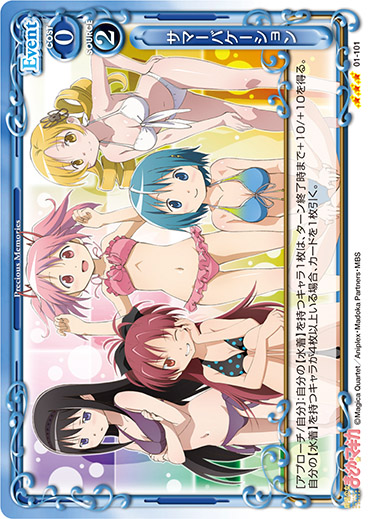 Event
COST
0
SOURCE
2
サマーバケーション
Precious Memories
[アプローチ/自分]:自分の【水着】を持つキャラ1枚は、ターン終了時まで+10/+10を得る。
自分の【水着】を持つキャラが4枚以上いる場合、カードを1枚引く。
©Magica Quartet／Aniplex・Madoka Partners・MBS
01-101